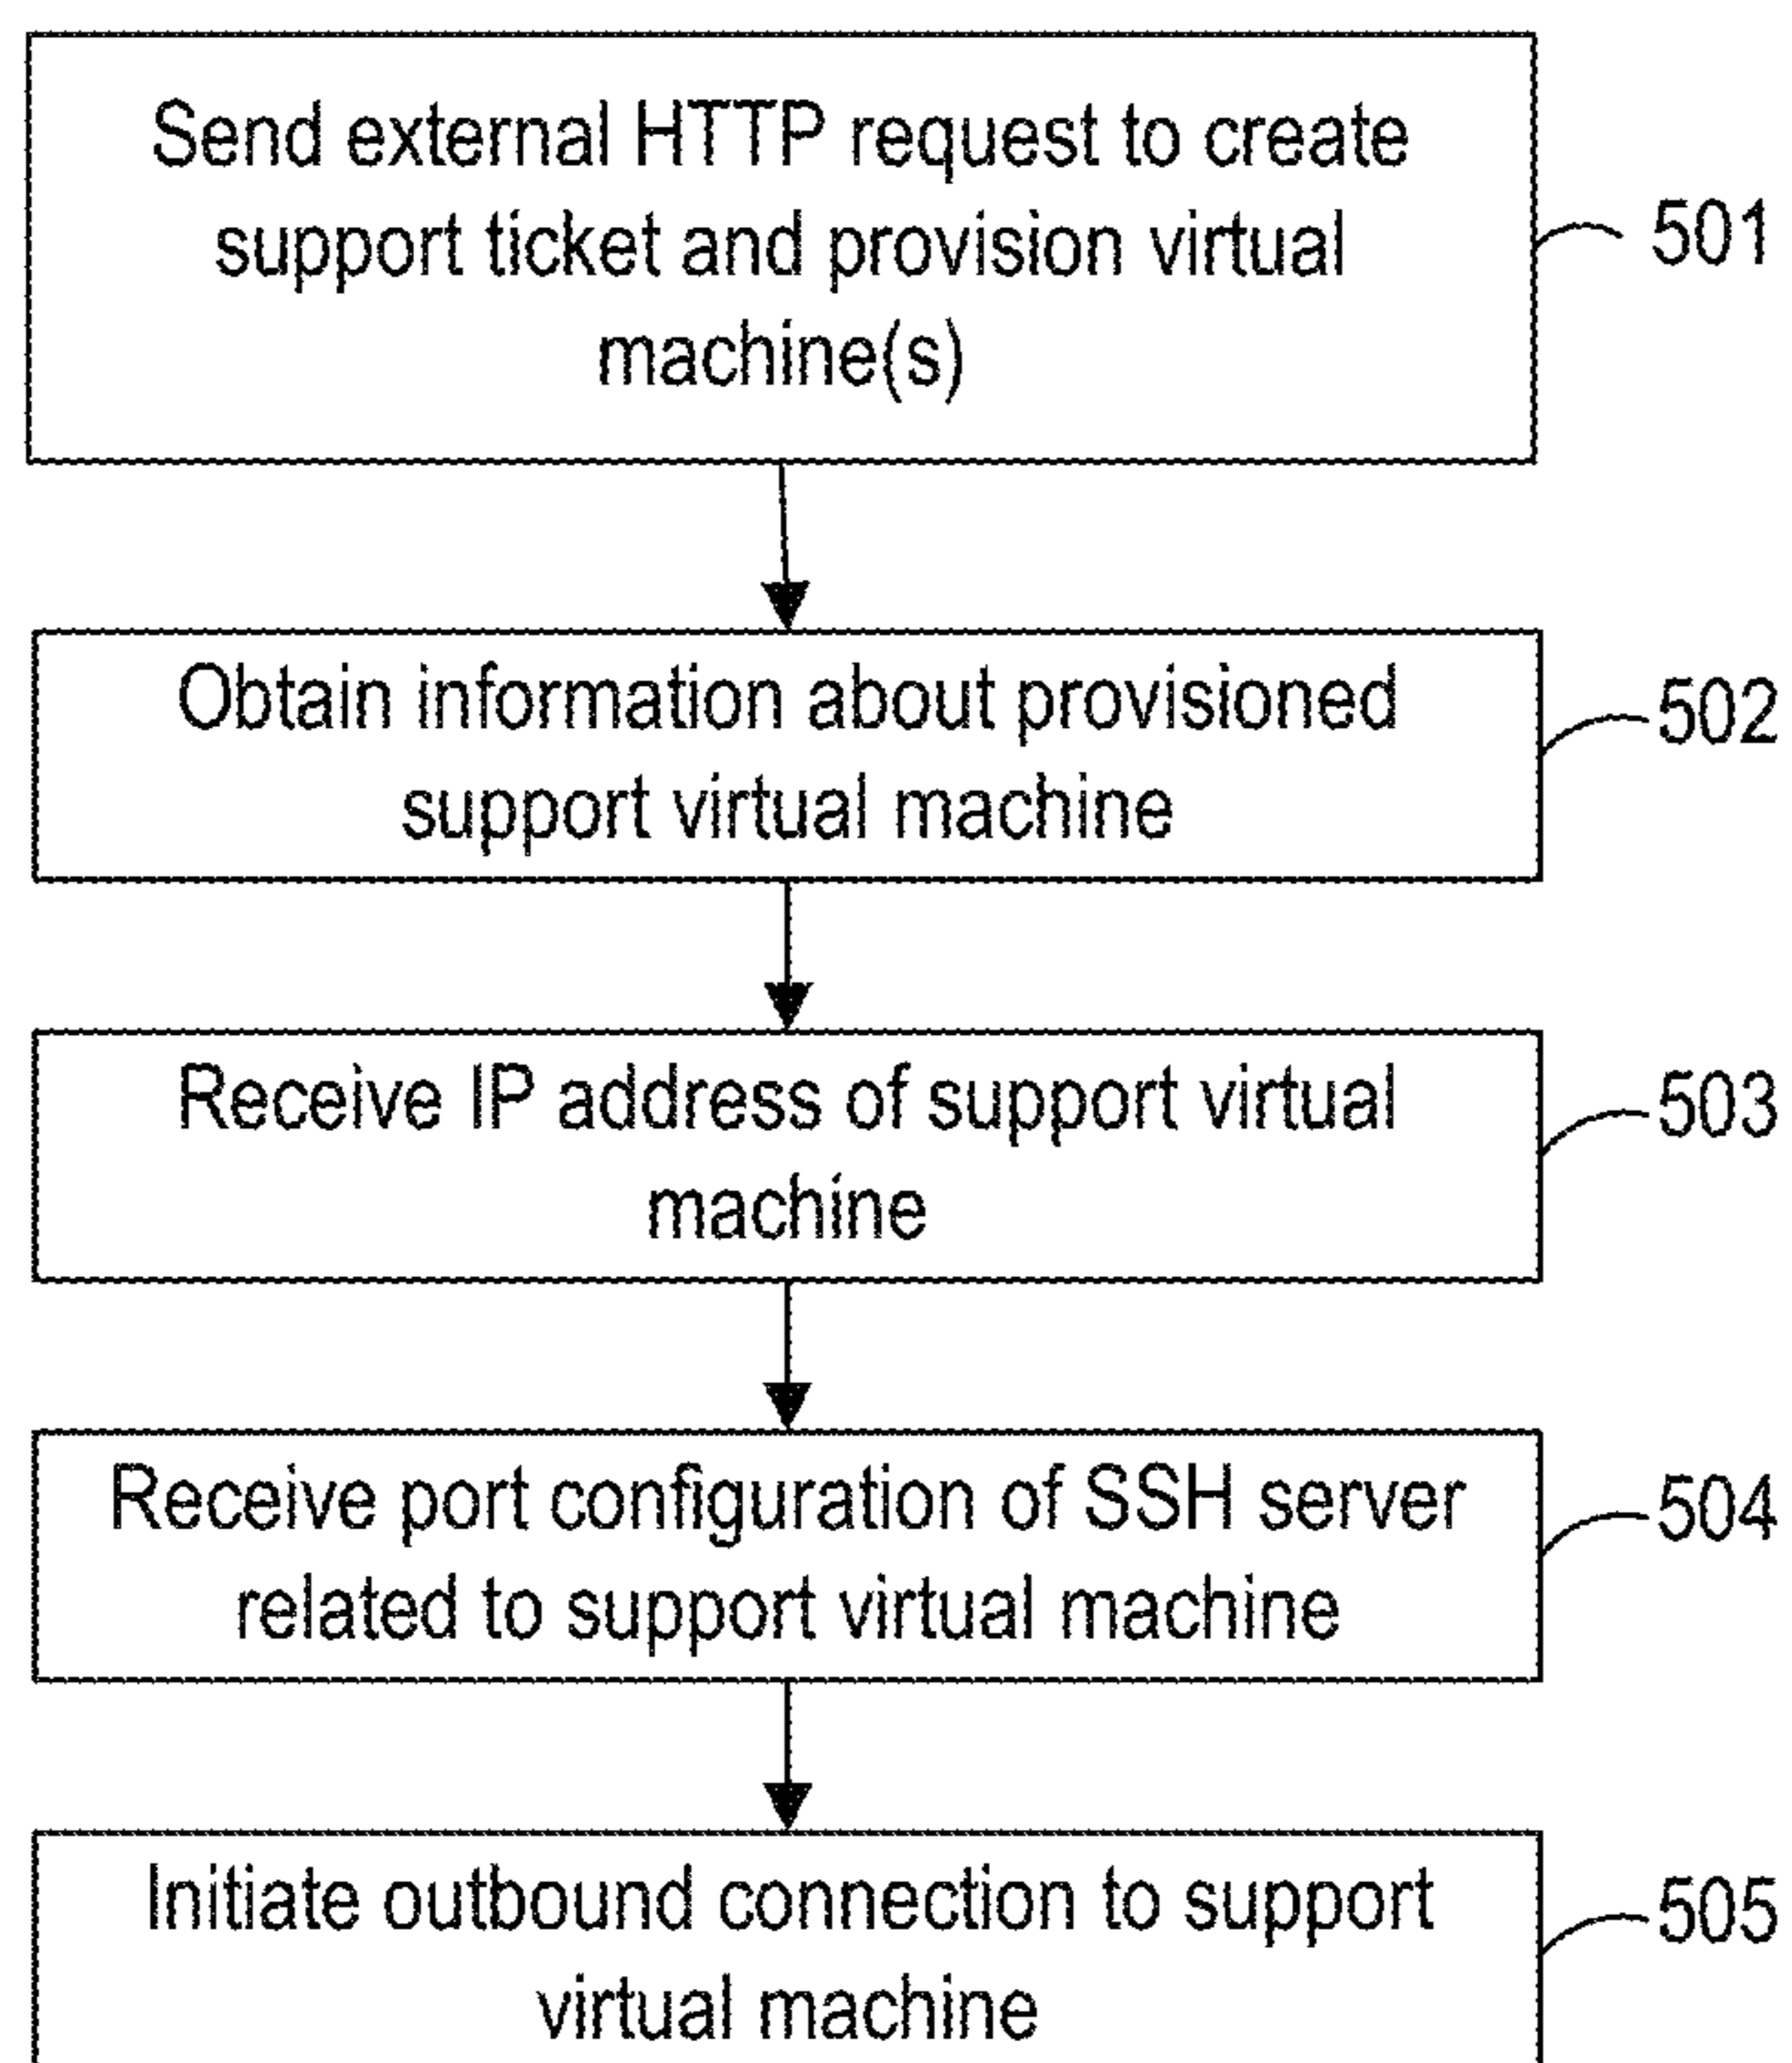 Send external HTTP request to create
support ticket and provision virtual
machine(s)
501
Obtain information about provisioned
support virtual machine
502
Receive IP address of support virtual
machine
503
Receive port configuration of SSH server
related to support virtual machine
504
Initiate outbound connection to support
virtual machine
505